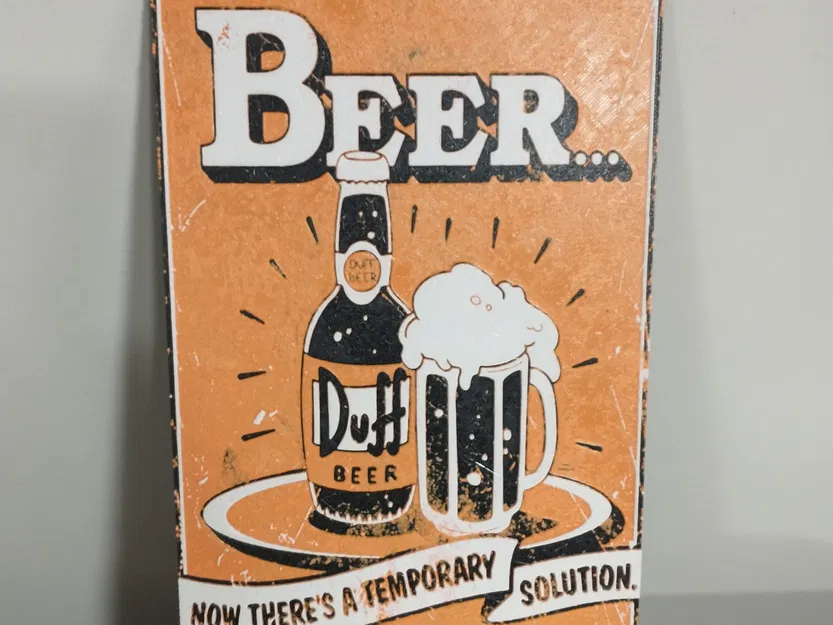 BEER...
DUFF
BEER
Duff
BEER
NOW THERE'S A TEMPORARY SOLUTION.